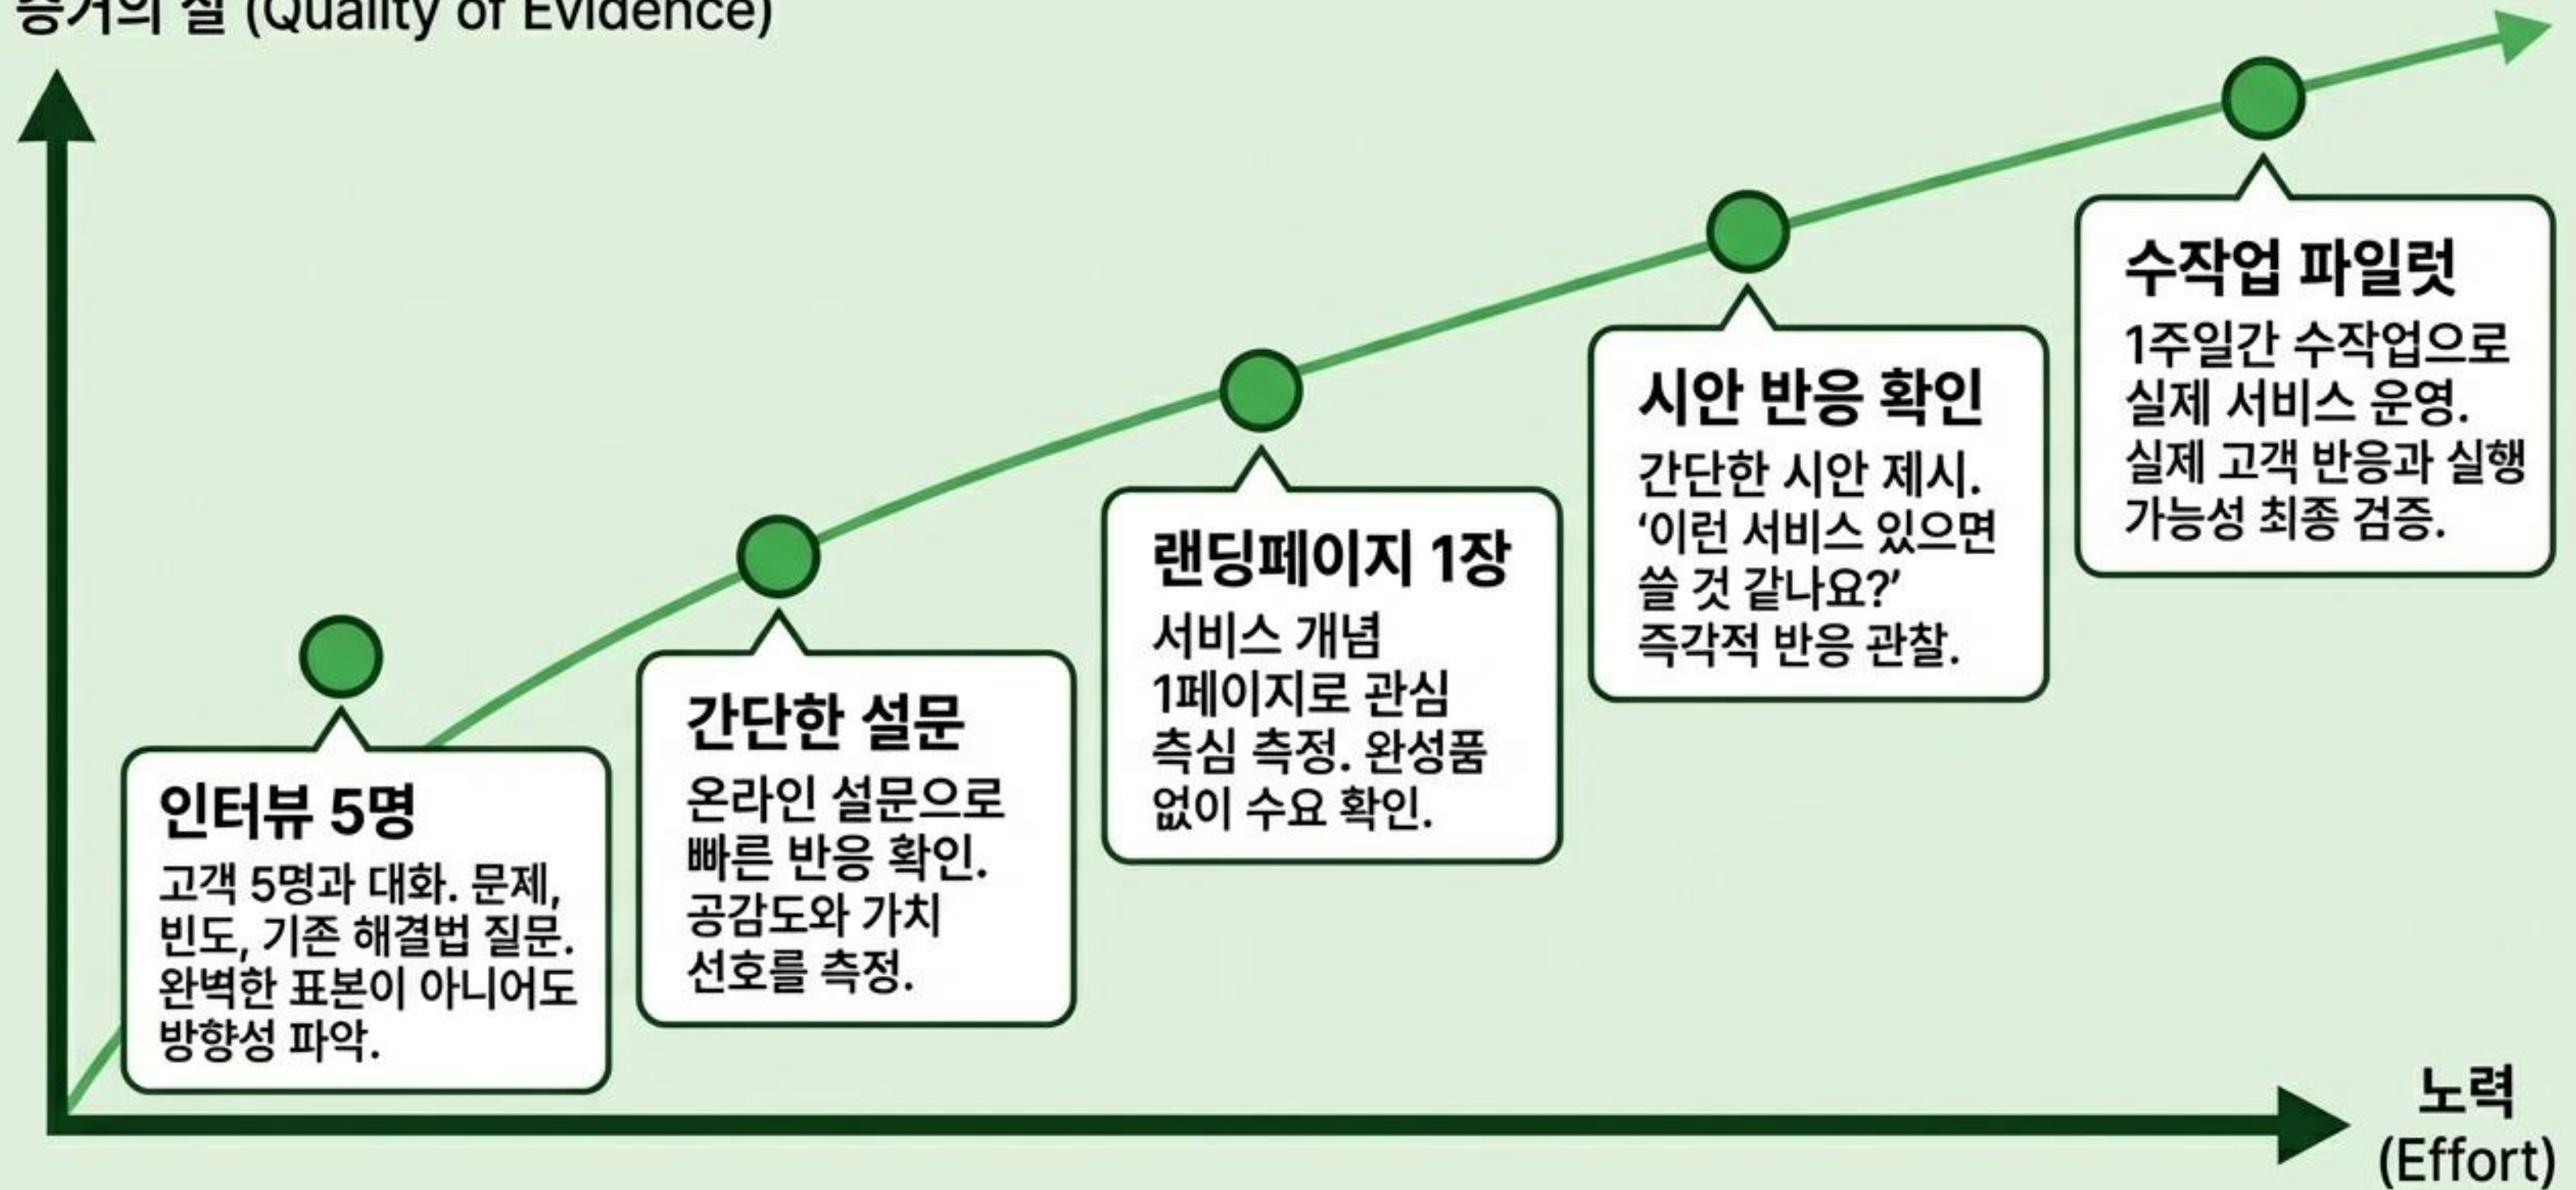 증거의 질 (Quality of Evidence)
인터뷰 5명
고객 5명과 대화. 문제,
빈도, 기존 해결법 질문.
완벽한 표본이 아니어도
방향성 파악.
간단한 설문
온라인 설문으로
빠른 반응 확인.
공감도와 가치
선호를 측정.
랜딩페이지 1장
서비스 개념
1페이지로 관심
측심 측정. 완성품
없이 수요 확인.
시안 반응 확인
간단한 시안 제시.
‘이런 서비스 있으면
쓸 것 같나요?’
즉각적 반응 관찰.
수작업 파일럿
1주일간 수작업으로
실제 서비스 운영.
실제 고객 반응과 실행
가능성 최종 검증.
노력
(Effort)